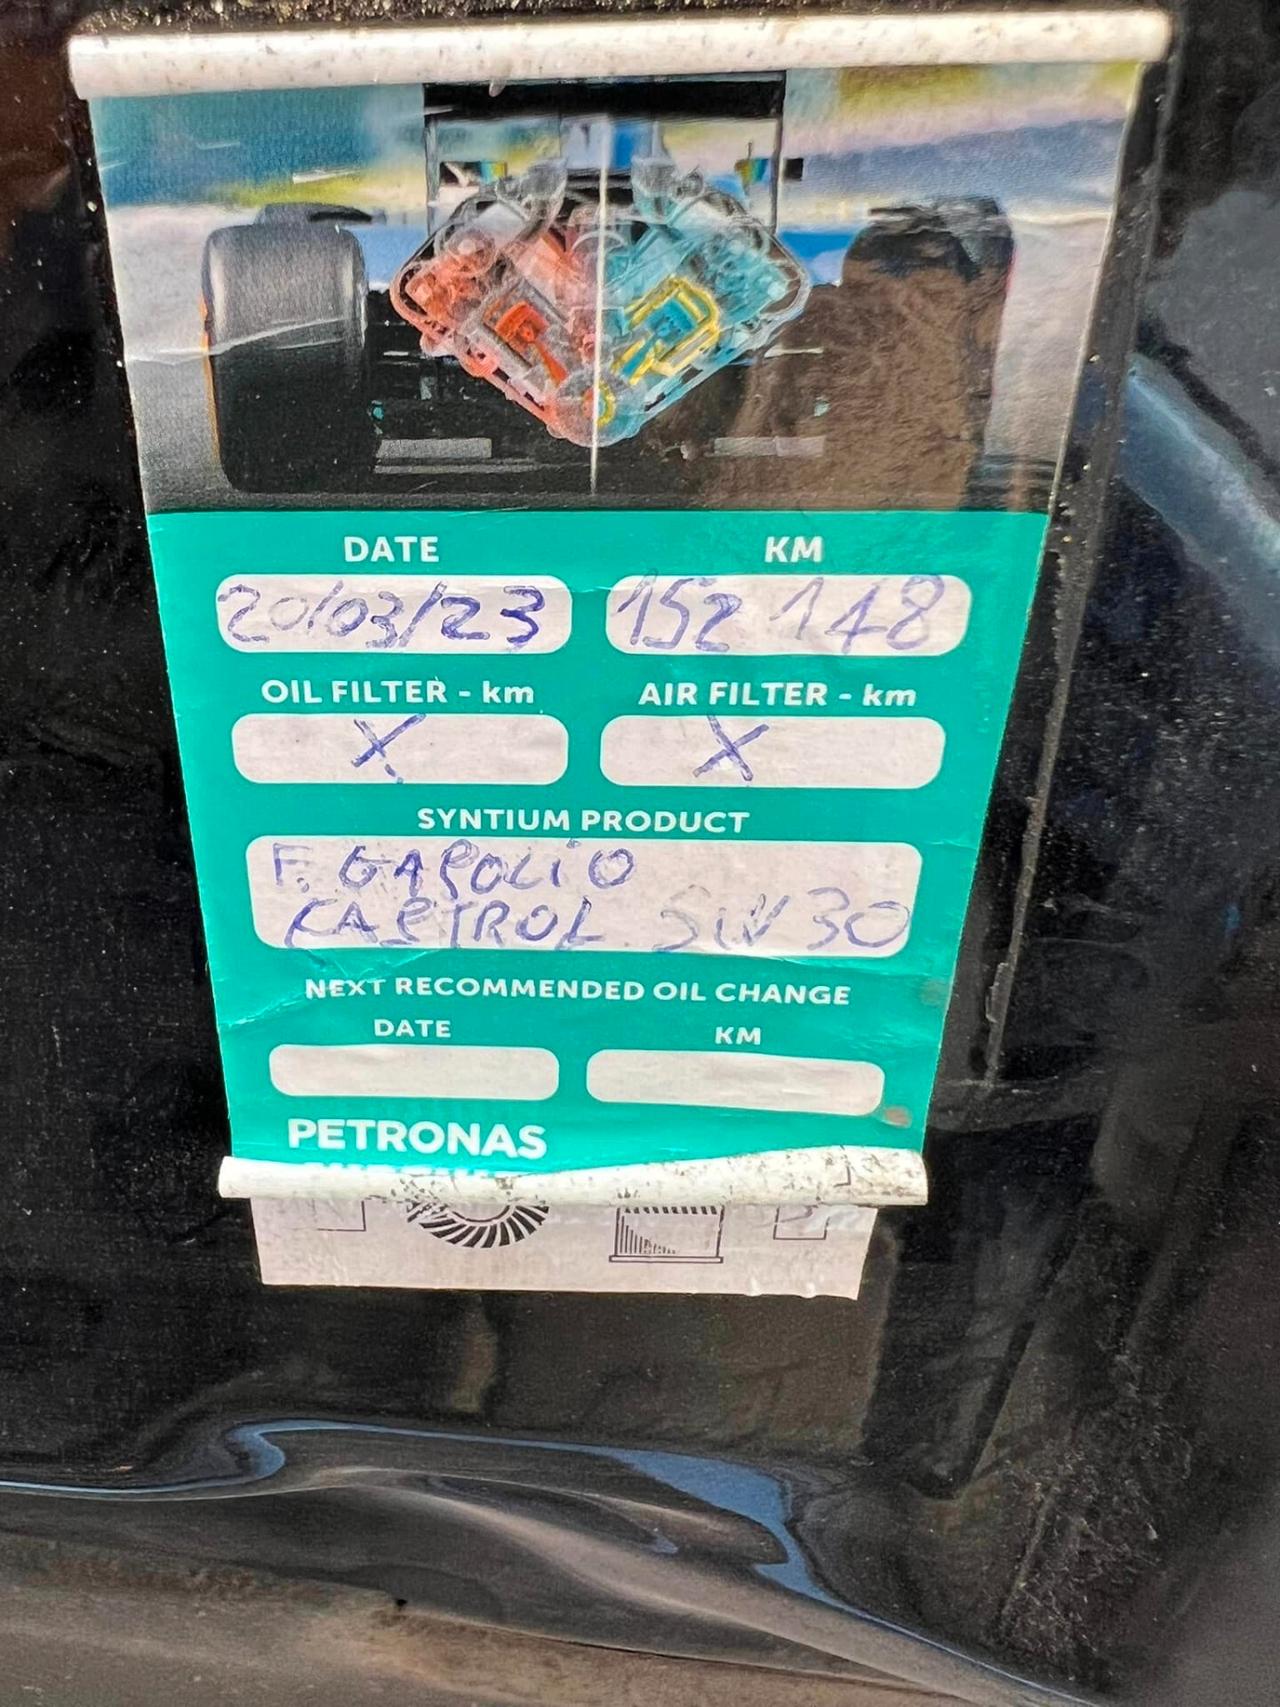 DATE KM
20/03/23 152 148
OIL FILTER - km AIR FILTER - km
X X
SYNTIUM PRODUCT
F. GASOLIO
CASTROL 5W30
NEXT RECOMMENDED OIL CHANGE
DATE KM
PETRONAS